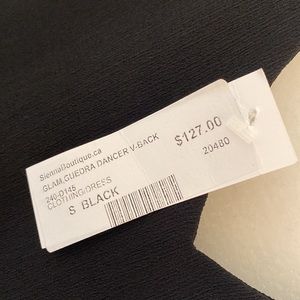 SiennaBoutique.ca
GLAM.GUEDRA DANCER V-BACK
240-D145
CLOTHING/DRESS
S BLACK
$127.00
20480